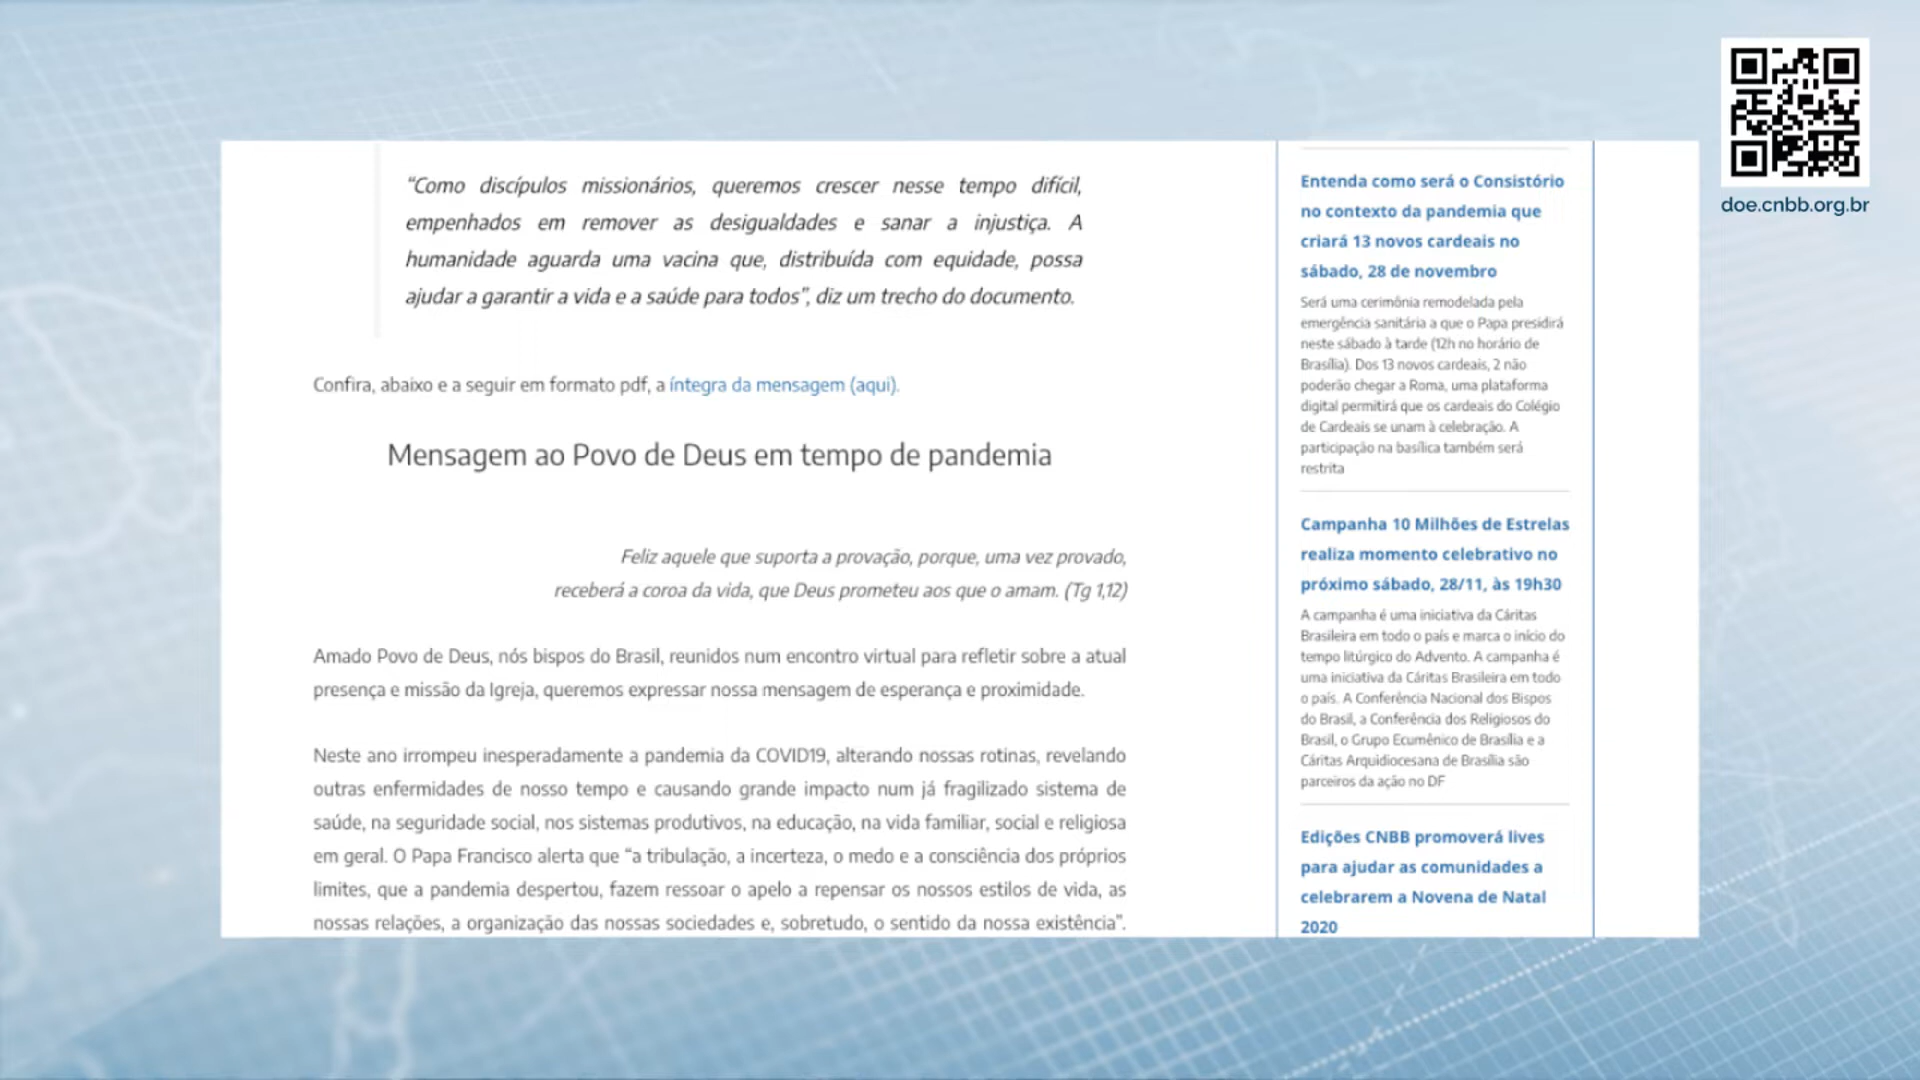 “Como discípulos missionários, queremos crescer nesse tempo difícil,
empenhados em remover as desigualdades e sanar a injustiça. A
humanidade aguarda uma vacina que, distribuída com equidade, possa
ajudar a garantir a vida e a saúde para todos”, diz um trecho do documento.
Confira, abaixo e a seguir em formato pdf, a íntegra da mensagem (aqui).
Mensagem ao Povo de Deus em tempo de pandemia
Feliz aquele que suporta a provação, porque, uma vez provado,
receberá a coroa da vida, que Deus prometeu aos que o amam. (Tg 1,12)
Amado Povo de Deus, nós bispos do Brasil, reunidos num encontro virtual para refletir sobre a atual
presença e missão da Igreja, queremos expressar nossa mensagem de esperança e proximidade.
Neste ano irrompeu inesperadamente a pandemia da COVID19, alterando nossas rotinas, revelando
outras enfermidades de nosso tempo e causando grande impacto num já fragilizado sistema de
saúde, na seguridade social, nos sistemas produtivos, na educação, na vida familiar, social e religiosa
em geral. O Papa Francisco alerta que “a tribulação, a incerteza, o medo e a consciência dos próprios
limites, que a pandemia despertou, fazem ressoar o apelo a repensar os nossos estilos de vida, as
nossas relações, a organização das nossas sociedades e, sobretudo, o sentido da nossa existência”.
Entenda como será o Consistório
no contexto da pandemia que
criará 13 novos cardeais no
sábado, 28 de novembro
Será uma cerimônia remodelada pela
emergência sanitária a que o Papa presidirá
neste sábado à tarde (12h no horário de
Brasília). Dos 13 novos cardeais, 2 não
poderão chegar a Roma, uma plataforma
digital permitirá que os cardeais do Colégio
de Cardeais se unam à celebração. A
participação na basílica também será
restrita
Campanha 10 Milhões de Estrelas
realiza momento celebrativo no
próximo sábado, 28/11, às 19h30
A campanha é uma iniciativa da Cáritas
Brasileira em todo o país e marca o início do
tempo litúrgico do Advento. A campanha é
uma iniciativa da Cáritas Brasileira em todo
o país. A Conferência Nacional dos Bispos
do Brasil, a Conferência dos Religiosos do
Brasil, o Grupo Ecumênico de Brasília e a
Cáritas Arquidiocesana de Brasília são
parceiros da ação no DF
Edições CNBB promoverá lives
para ajudar as comunidades a
celebrarem a Novena de Natal
2020
doe.cnbb.org.br